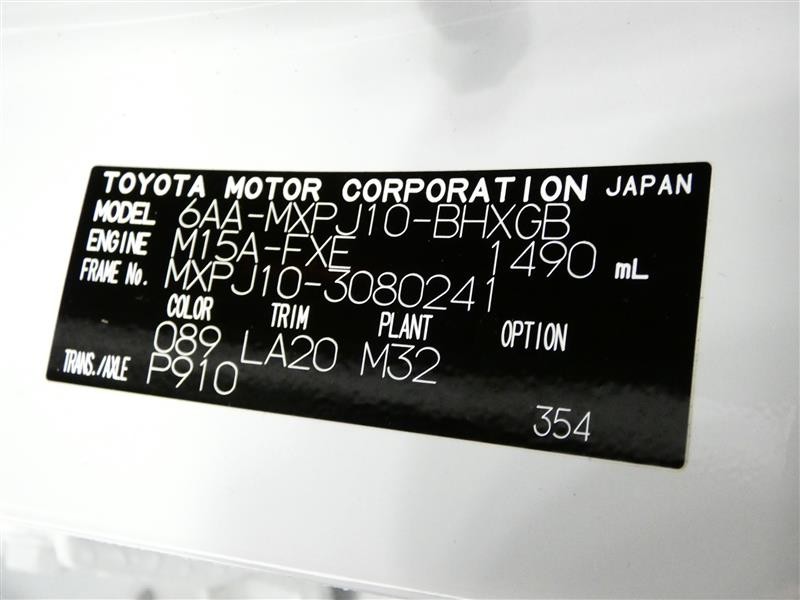 TOYOTA MOTOR CORPORATION JAPAN
MODEL 6AA-MXPJ10-BHXGB
ENGINE M15A-FXE 1490 mL
FRAME No. MXPJ10-3080241
COLOR TRIM PLANT OPTION
089 LA20 M32
TRANS./AXLE P910
354